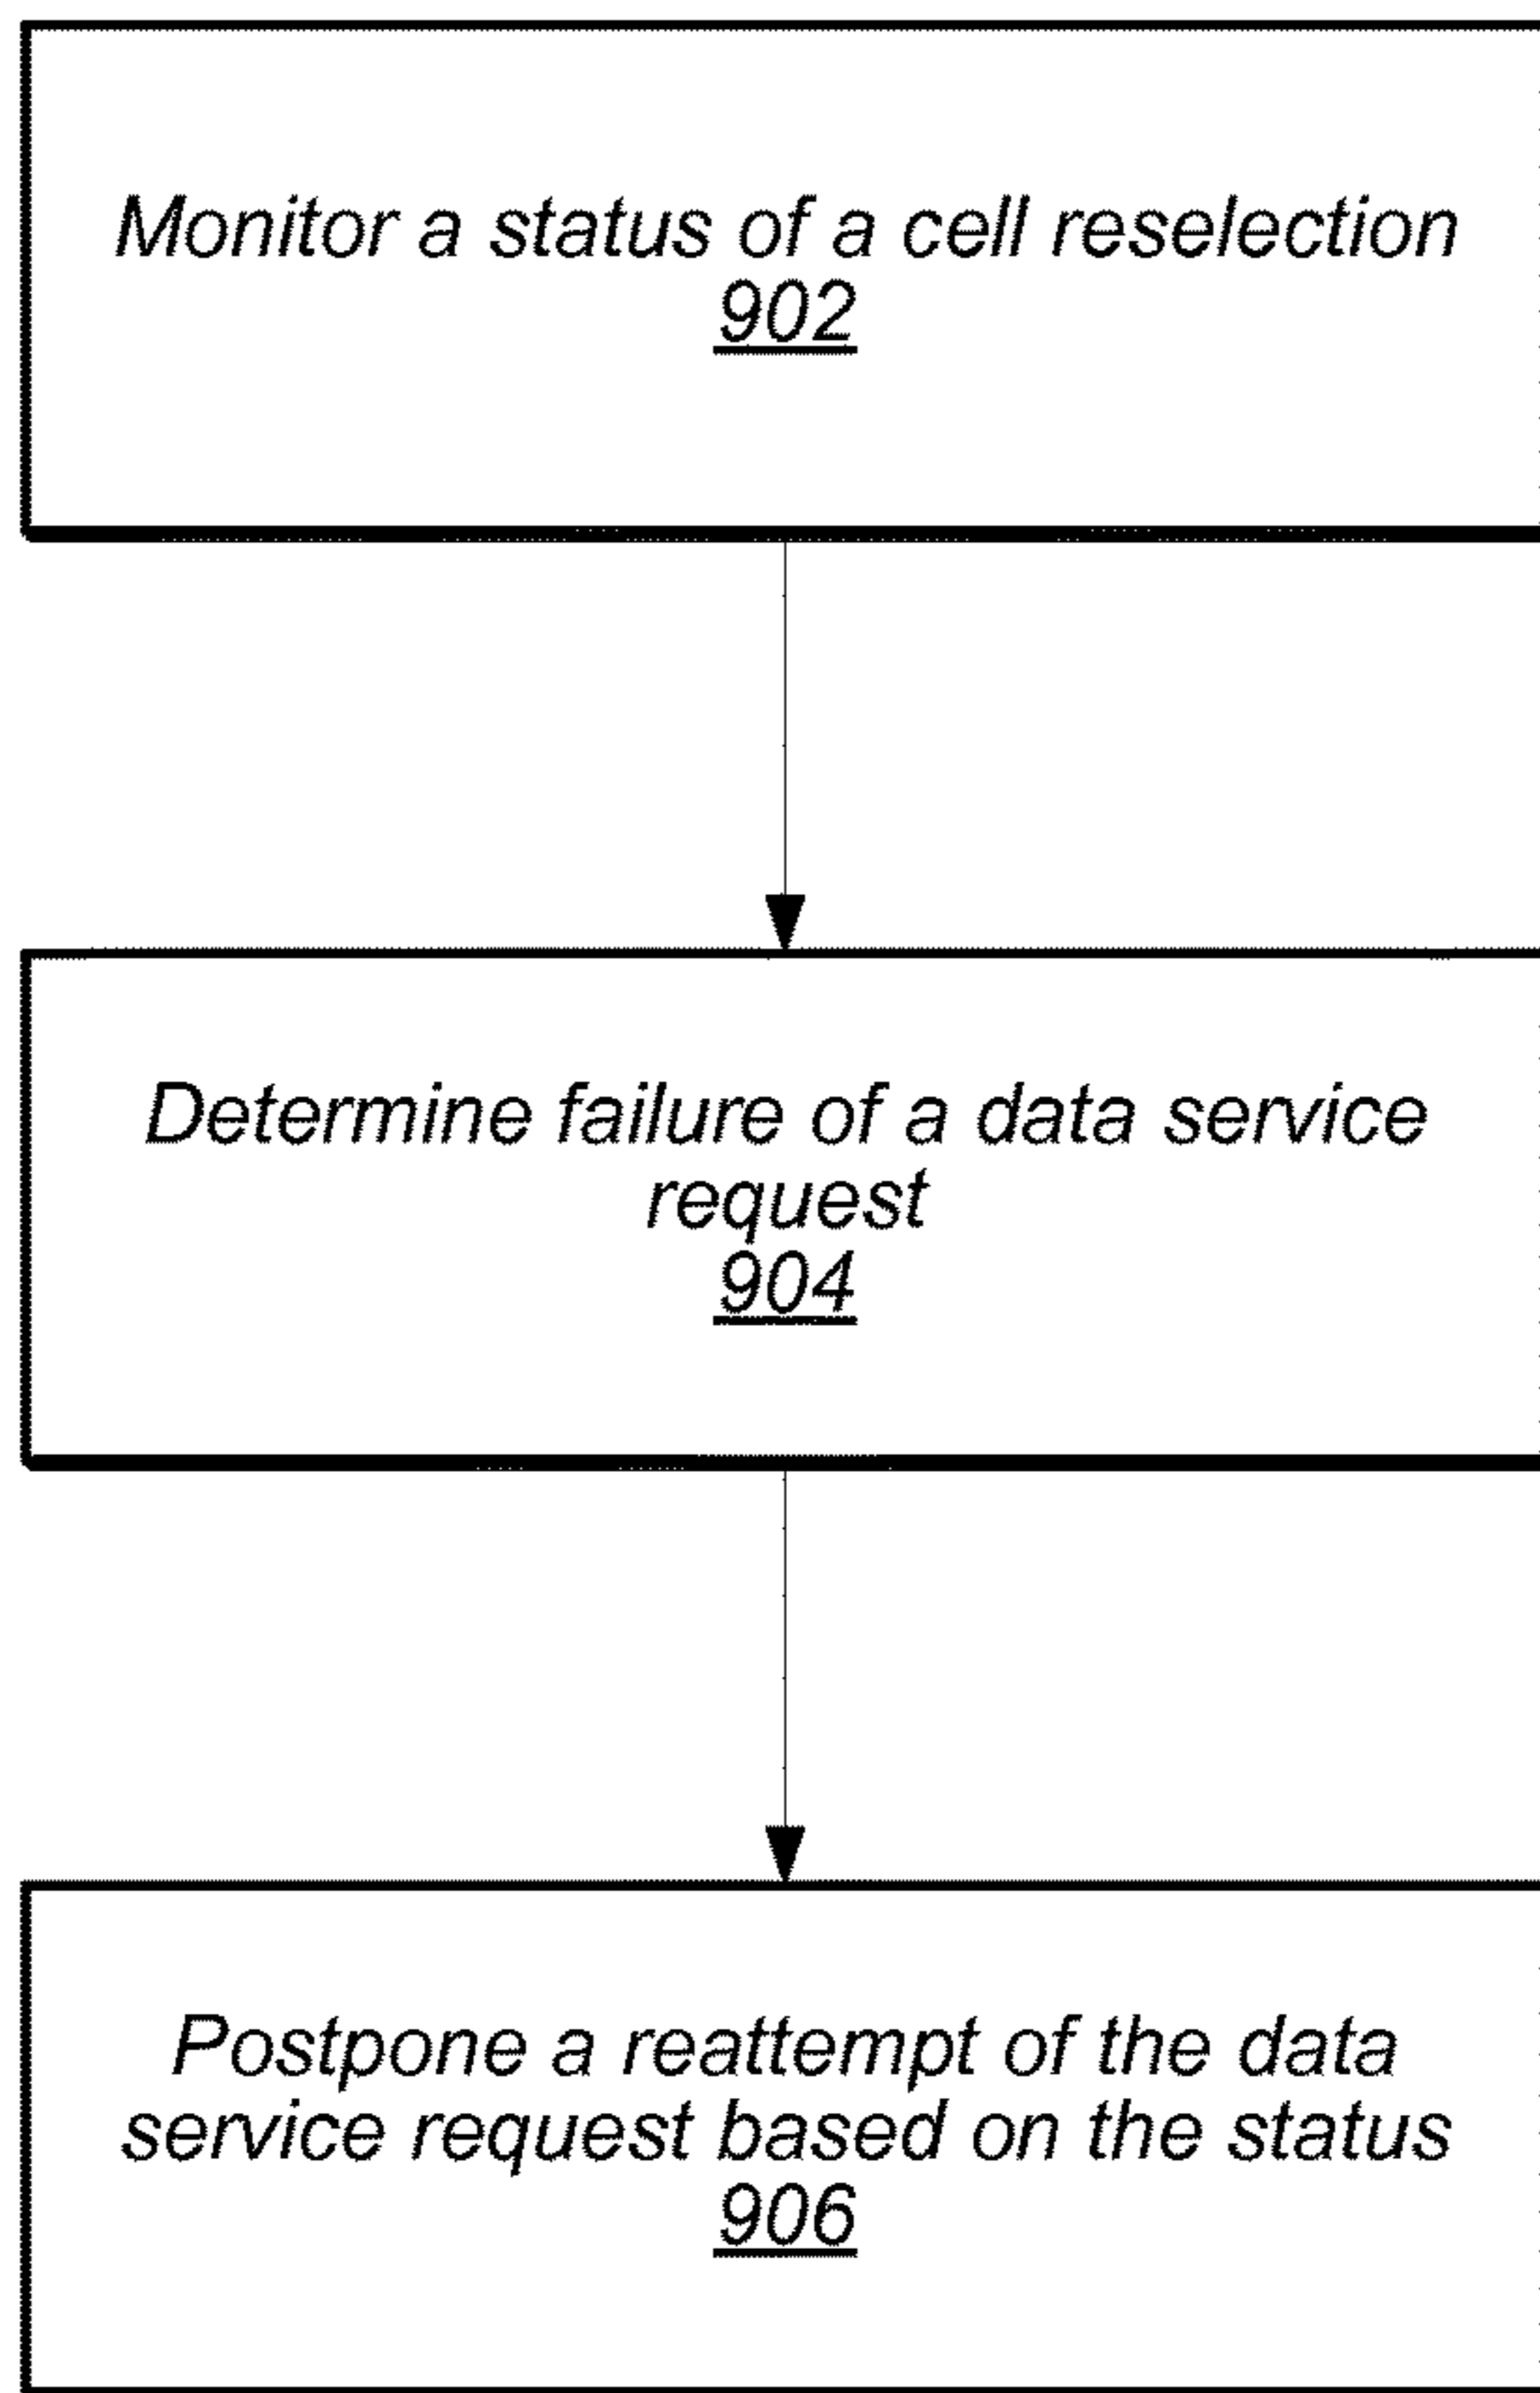 Monitor a status of a cell reselection
902
Determine failure of a data service
request
904
Postpone a reattempt of the data
service request based on the status
906